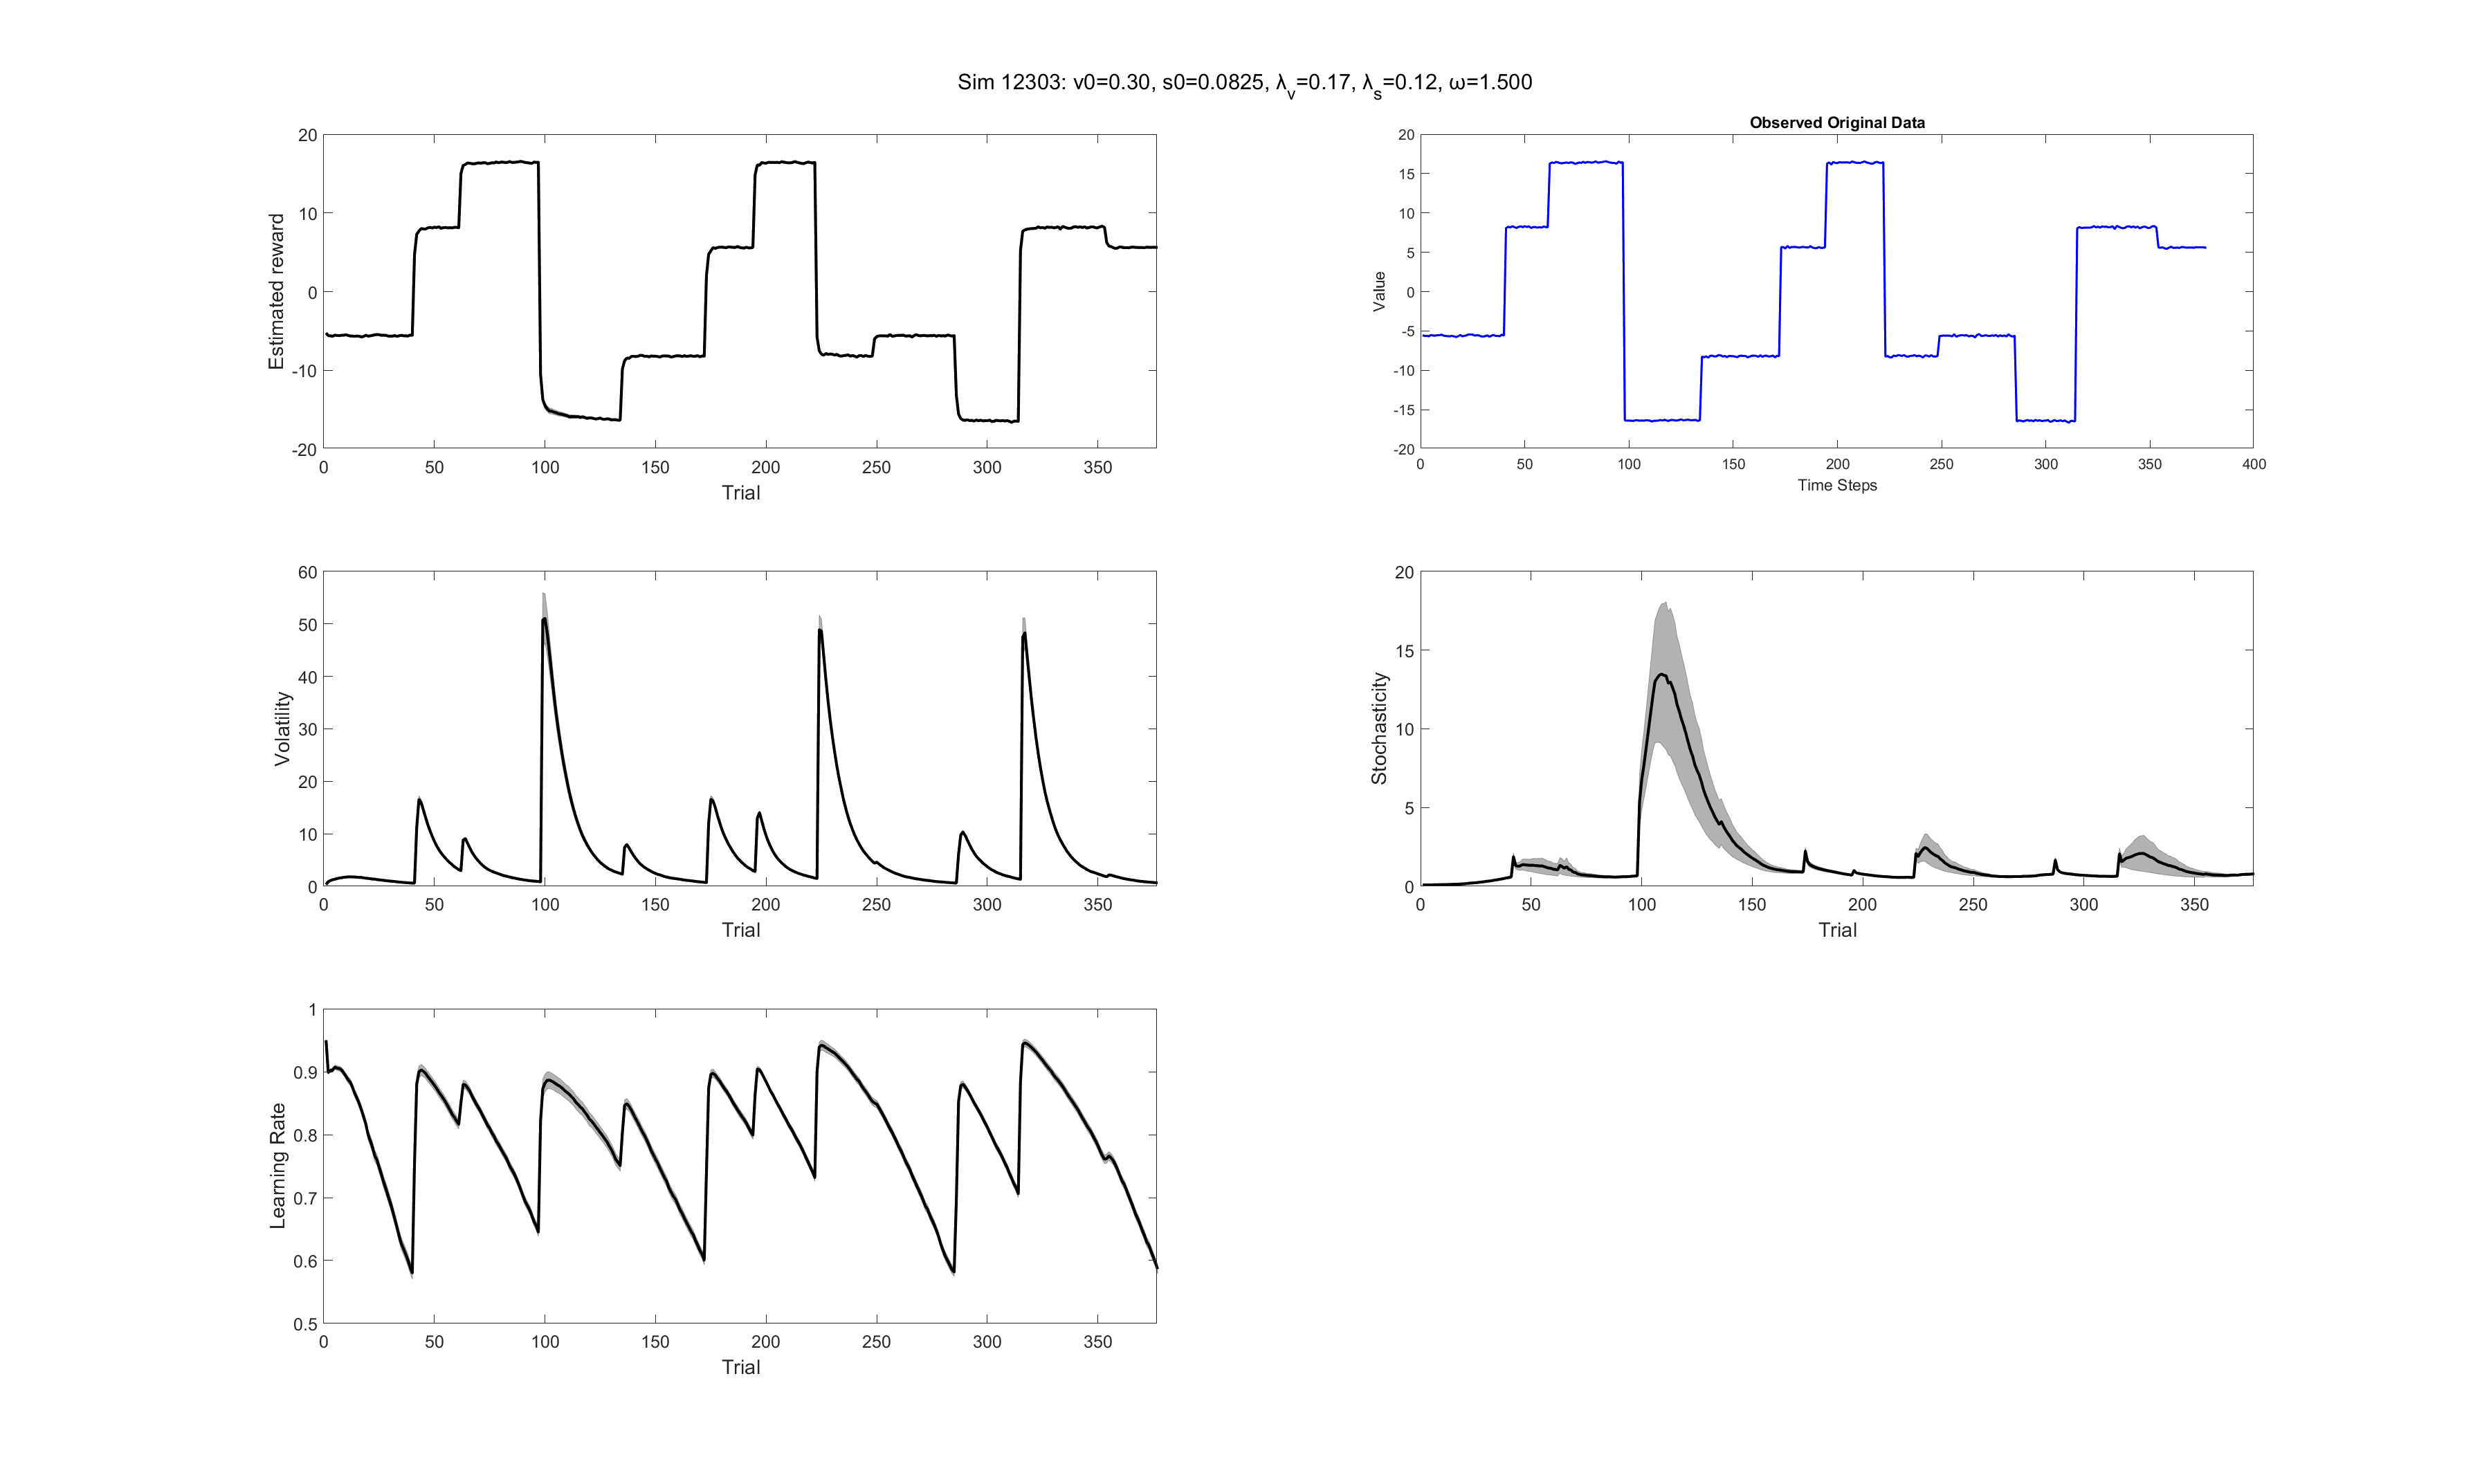 Sim 12303: v0=0.30, s0=0.0825, λ_v=0.17, λ_s=0.12, ω=1.500
20
10
0
-10
-20
Estimated reward
0 50 100 150 200 250 300 350
Trial
Observed Original Data
20
15
10
5
0
-5
-10
-15
-20
Value
0 50 100 150 200 250 300 350 400
Time Steps
60
50
40
30
20
10
0
Volatility
0 50 100 150 200 250 300 350
Trial
20
15
10
5
0
Stochasticity
0 50 100 150 200 250 300 350
Trial
1
0.9
0.8
0.7
0.6
0.5
Learning Rate
0 50 100 150 200 250 300 350
Trial